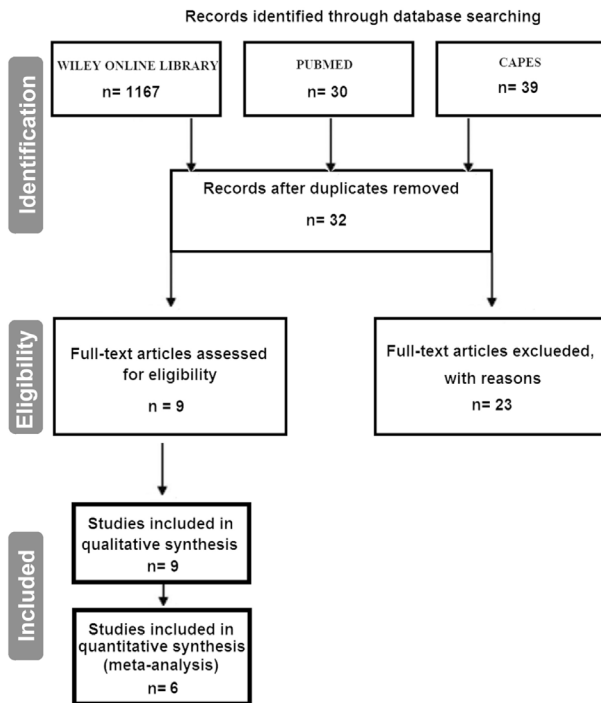 Records identified through database searching
Identification
WILEY ONLINE LIBRARY
n= 1167
PUBMED
n= 30
CAPES
n= 39
Records after duplicates removed
n= 32
Eligibility
Full-text articles assessed
for eligibility
n = 9
Full-text articles exclueded,
with reasons
n = 23
Included
Studies included in
qualitative synthesis
n= 9
Studies included in
quantitative synthesis
(meta-analysis)
n= 6